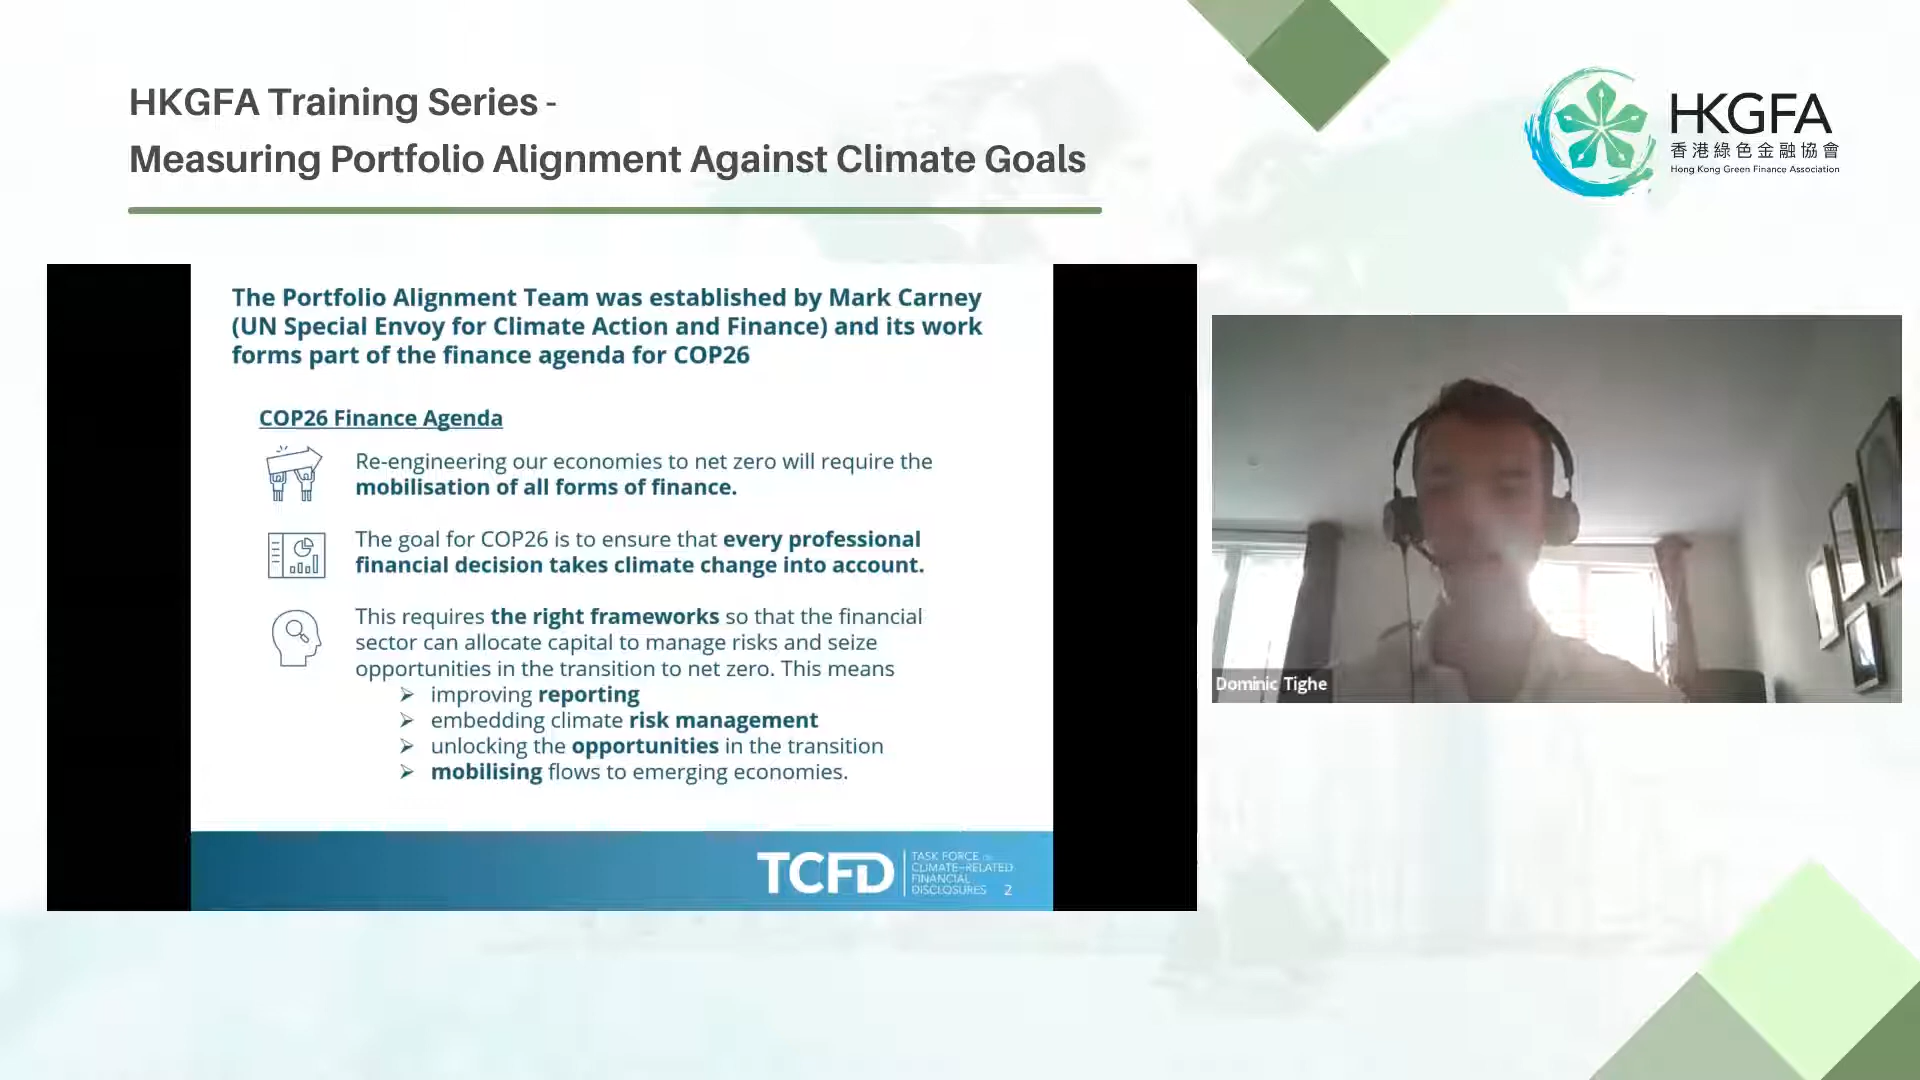 HKGFA Training Series -
Measuring Portfolio Alignment Against Climate Goals
HKGFA
香港綠色金融協會
Hong Kong Green Finance Association
The Portfolio Alignment Team was established by Mark Carney
(UN Special Envoy for Climate Action and Finance) and its work
forms part of the finance agenda for COP26
COP26 Finance Agenda
Re-engineering our economies to net zero will require the
mobilisation of all forms of finance.
The goal for COP26 is to ensure that every professional
financial decision takes climate change into account.
This requires the right frameworks so that the financial
sector can allocate capital to manage risks and seize
opportunities in the transition to net zero. This means
➢ improving reporting
➢ embedding climate risk management
➢ unlocking the opportunities in the transition
➢ mobilising flows to emerging economies.
TCFD
TASK FORCE ON
CLIMATE-RELATED
FINANCIAL
DISCLOSURES
2
Dominic Tighe